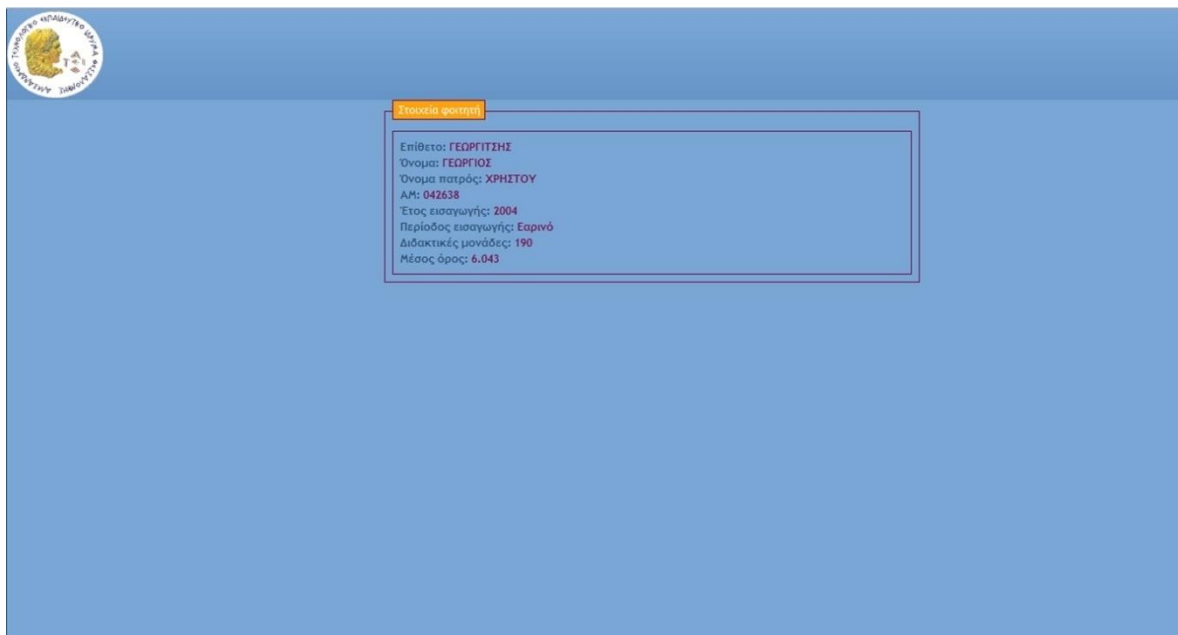 ΤΕΙ
Στοιχεία φοιτητή
Επίθετο: ΓΕΩΡΓΙΤΣΗΣ
Όνομα: ΓΕΩΡΓΙΟΣ
Όνομα πατρός: ΧΡΗΣΤΟΥ
ΑΜ: 042638
Έτος εισαγωγής: 2004
Περίοδος εισαγωγής: Εαρινό
Διδακτικές μονάδες: 190
Μέσος όρος: 6.043